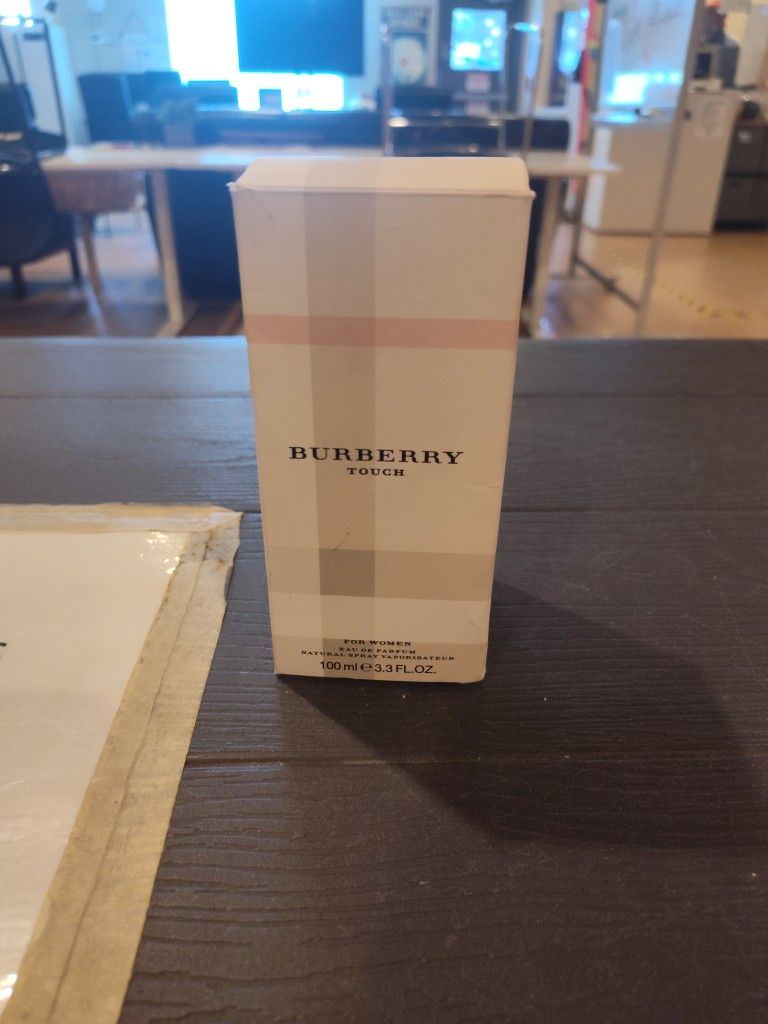 BURBERRY
TOUCH
FOR WOMEN
EAU DE PARFUM
NATURAL SPRAY VAPORISATEUR
100 ml ℮ 3.3 FL.OZ.